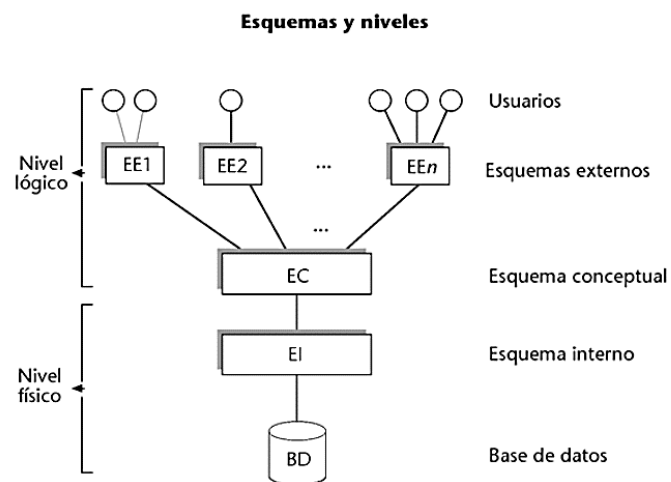 Esquemas y niveles
Usuarios
Nivel
lógico
EE1
EE2
...
EEn
Esquemas externos
...
EC
Esquema conceptual
EI
Esquema interno
Nivel
físico
BD
Base de datos